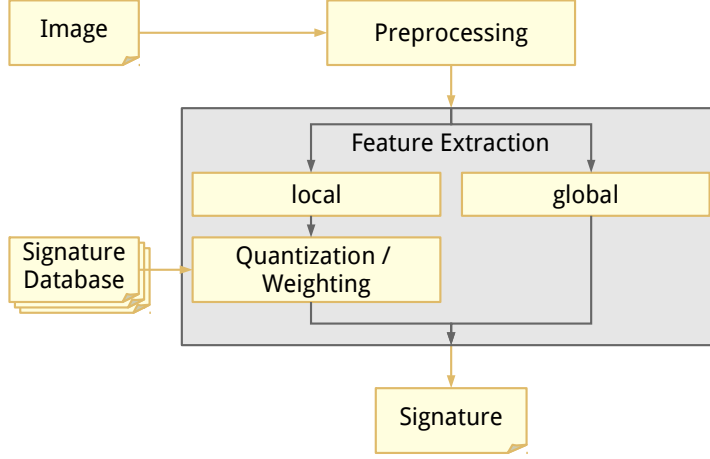 Image
Preprocessing
Feature Extraction
local
global
Signature
Database
Quantization /
Weighting
Signature